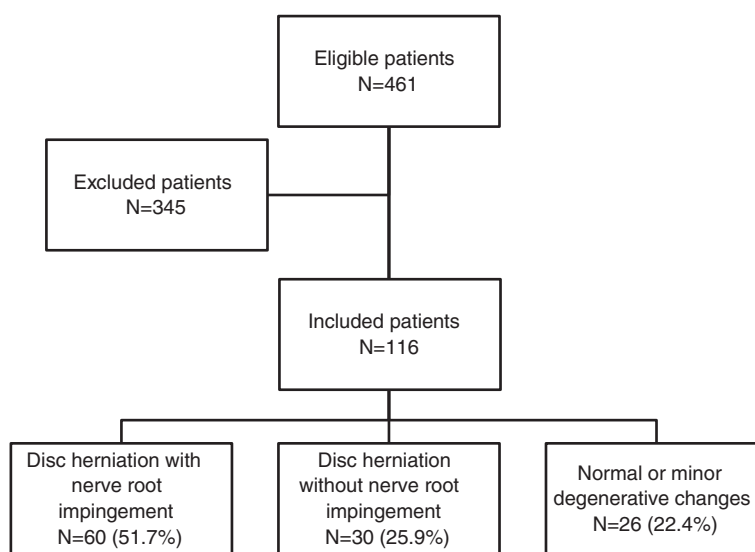 Eligible patients
N=461
Excluded patients
N=345
Included patients
N=116
Disc herniation with
nerve root
impingement
N=60 (51.7%)
Disc herniation
without nerve root
impingement
N=30 (25.9%)
Normal or minor
degenerative changes
N=26 (22.4%)